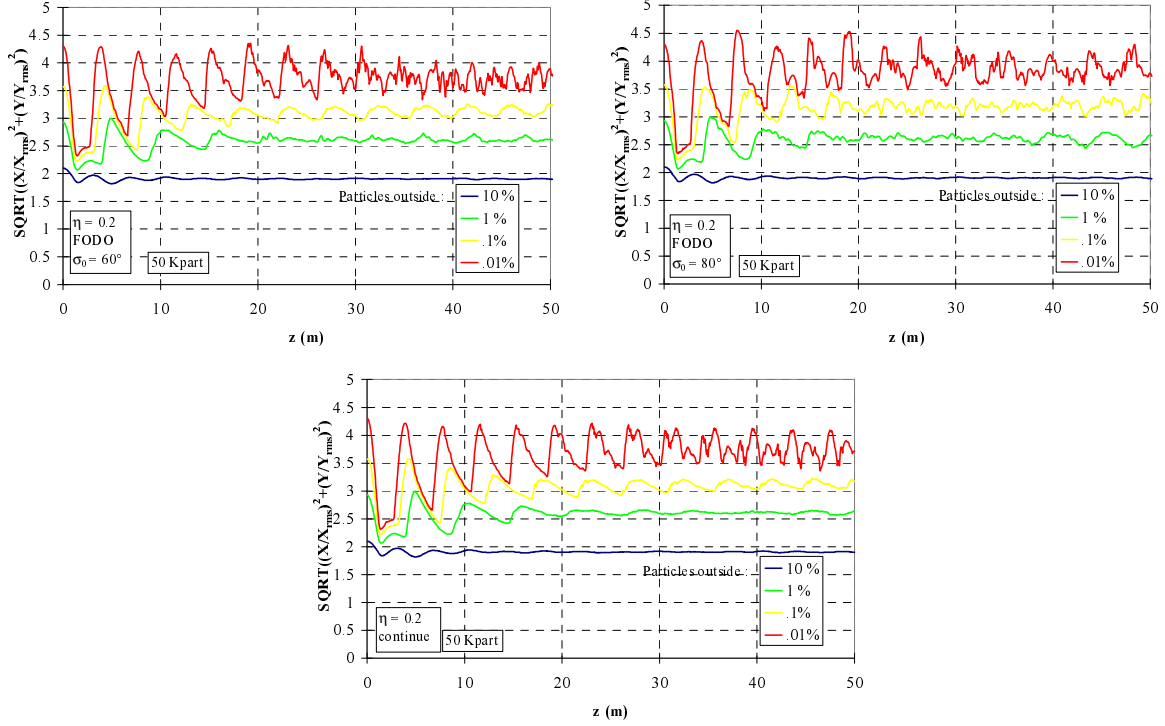 SQRT((X/Xrms)²+(Y/Yrms)²)
5
4.5
4
3.5
3
2.5
2
1.5
1
0.5
0
0 10 20 30 40 50
z (m)
Particles outside :
10 %
1 %
.1%
.01%
η = 0.2
FODO
σ0 = 60°
50 Kpart
SQRT((X/Xrms)²+(Y/Yrms)²)
5
4.5
4
3.5
3
2.5
2
1.5
1
0.5
0
0 10 20 30 40 50
z (m)
Particles outside :
10 %
1 %
.1%
.01%
η = 0.2
FODO
σ0 = 80°
50 Kpart
SQRT((X/Xrms)²+(Y/Yrms)²)
5
4.5
4
3.5
3
2.5
2
1.5
1
0.5
0
0 10 20 30 40 50
z (m)
Particles outside :
10 %
1 %
.1%
.01%
η = 0.2
continue
50 Kpart